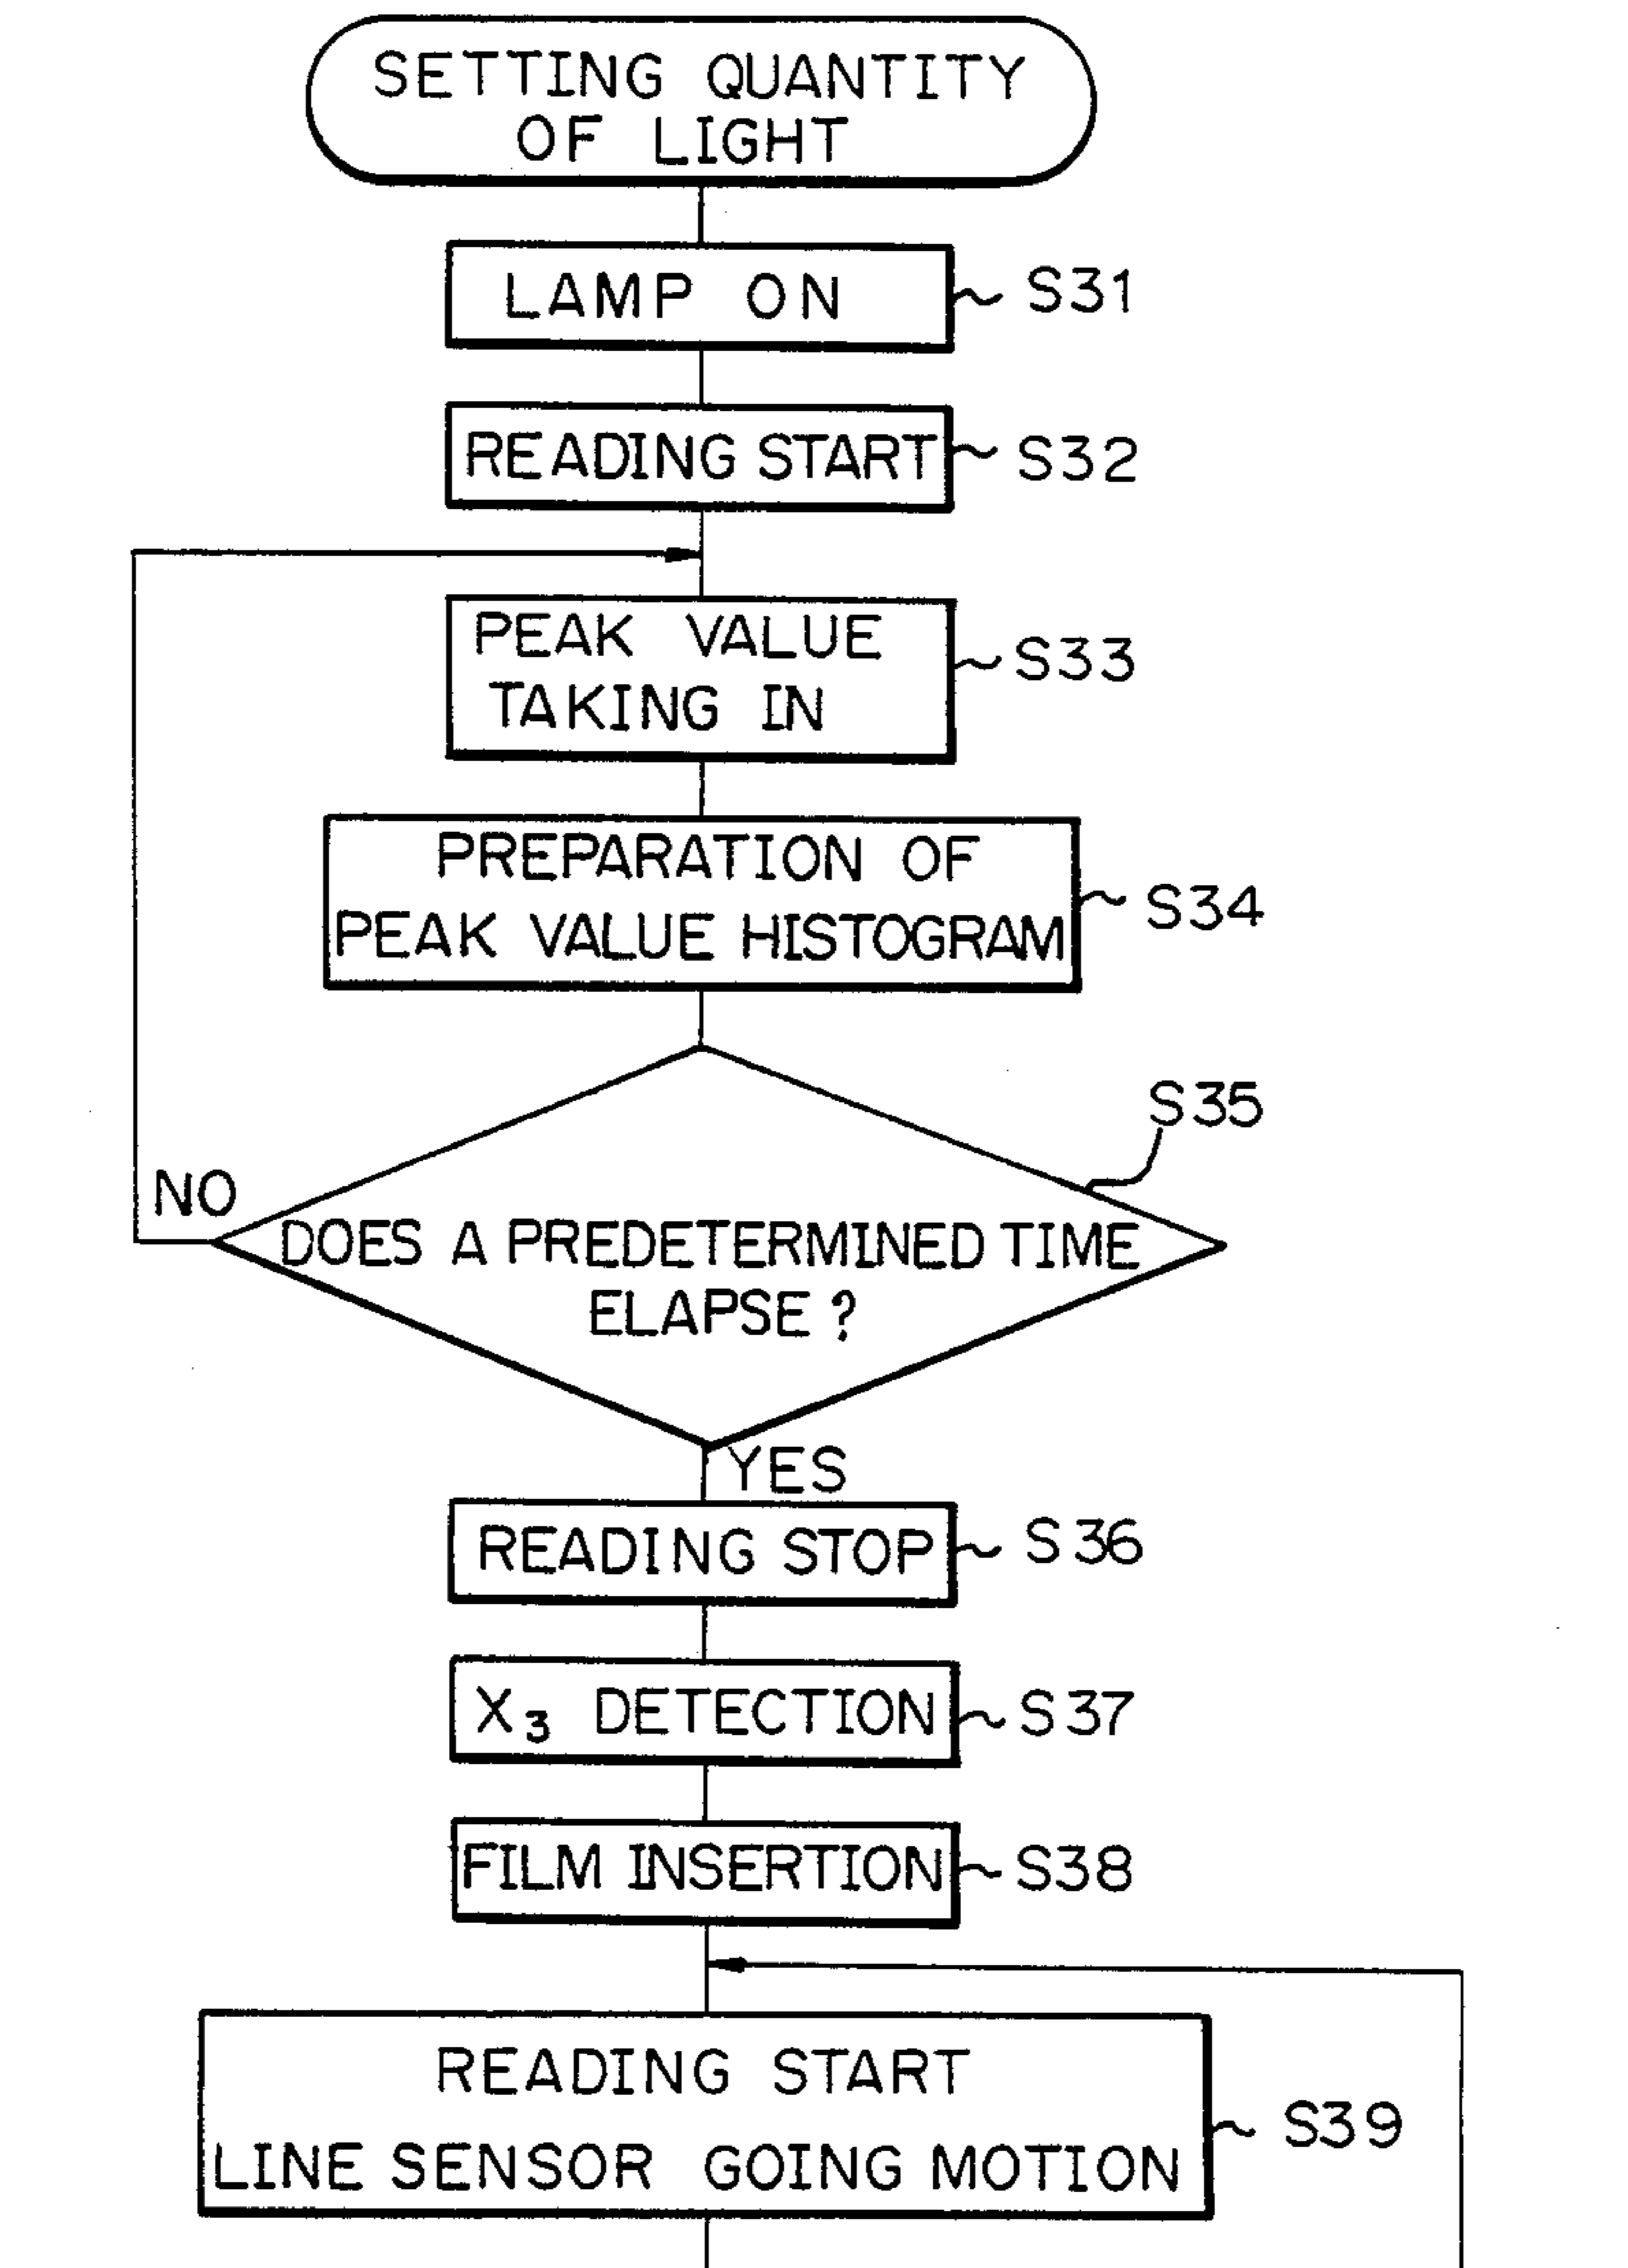 SETTING QUANTITY
OF LIGHT
LAMP ON
S31
READING START
S32
PEAK VALUE
TAKING IN
S33
PREPARATION OF
PEAK VALUE HISTOGRAM
S34
S35
NO
DOES A PREDETERMINED TIME
ELAPSE ?
YES
READING STOP
S36
X₃ DETECTION
S37
FILM INSERTION
S38
READING START
LINE SENSOR GOING MOTION
S39